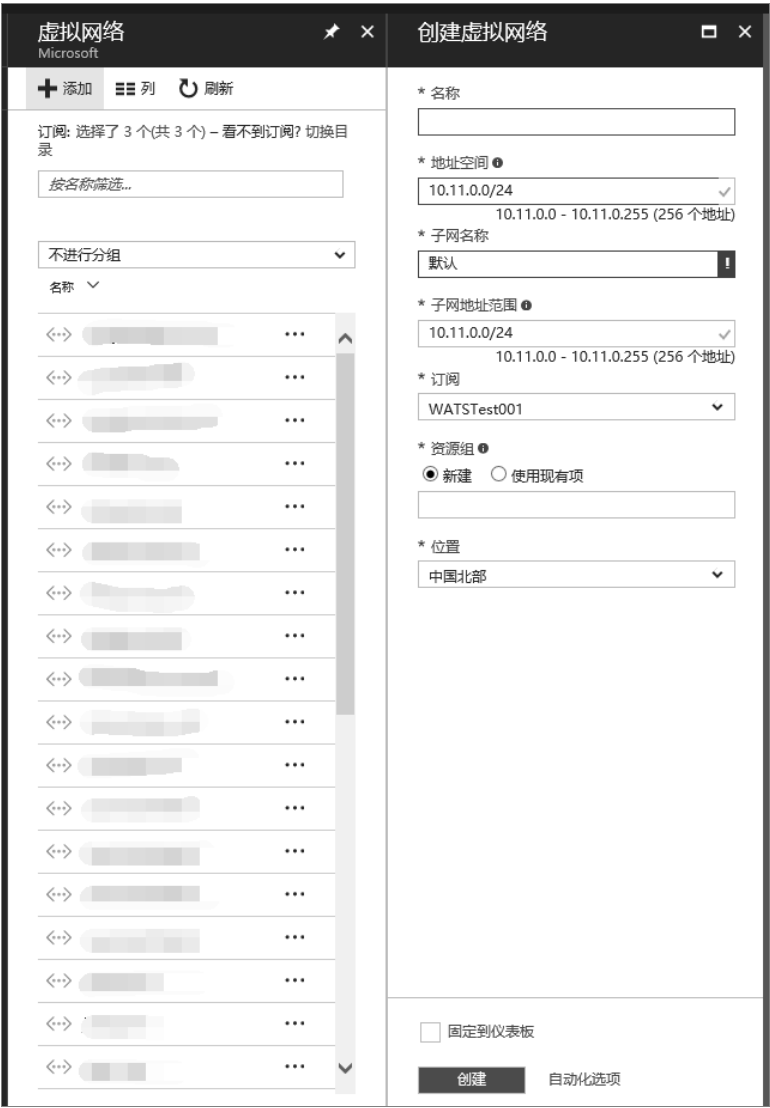 虚拟网络
Microsoft
添加
列
刷新
订阅: 选择了 3 个(共 3 个) – 看不到订阅? 切换目
录
按名称筛选...
不进行分组
名称
创建虚拟网络
* 名称
* 地址空间
10.11.0.0/24
10.11.0.0 - 10.11.0.255 (256 个地址)
* 子网名称
默认
* 子网地址范围
10.11.0.0/24
10.11.0.0 - 10.11.0.255 (256 个地址)
* 订阅
WATSTest001
* 资源组
新建 使用现有项
* 位置
中国北部
固定到仪表板
创建 自动化选项